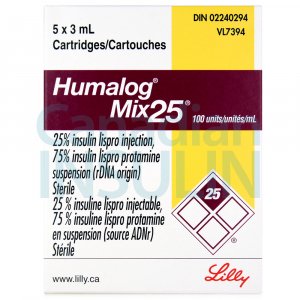 5 x 3 mL
Cartridges/Cartouches
DIN 02240294
VL7394
Humalog®
Mix25®
100 units/unités/mL
Canadian
INSULIN
25% insulin lispro injection,
75% insulin lispro protamine
suspension (rDNA origin)
Sterile
25 % insuline lispro injectable,
75 % insuline lispro protamine
en suspension (source ADNr)
Stérile
25
www.lilly.ca
Lilly